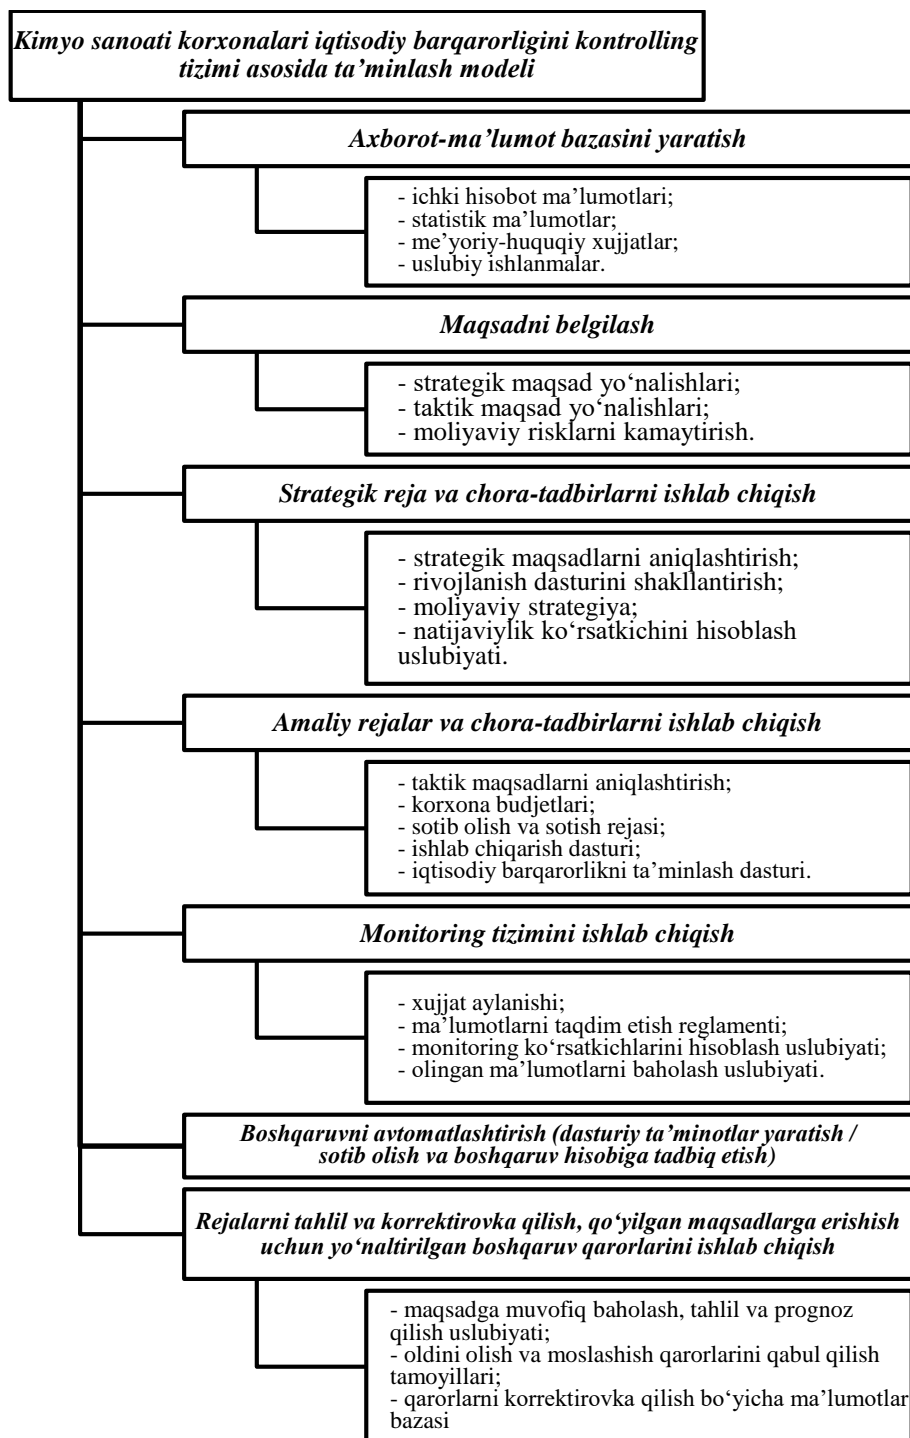 Kimyo sanoati korxonalari iqtisodiy barqarorligini kontrolling
tizimi asosida ta’minlash modeli
Axborot-ma’lumot bazasini yaratish
- ichki hisobot ma’lumotlari;
- statistik ma’lumotlar;
- me’yoriy-huquqiy xujjatlar;
- uslubiy ishlanmalar.
Maqsadni belgilash
- strategik maqsad yo‘nalishlari;
- taktik maqsad yo‘nalishlari;
- moliyaviy risklarni kamaytirish.
Strategik reja va chora-tadbirlarni ishlab chiqish
- strategik maqsadlarni aniqlashtirish;
- rivojlanish dasturini shakllantirish;
- moliyaviy strategiya;
- natijaviylik ko‘rsatkichini hisoblash
uslubiyati.
Amaliy rejalar va chora-tadbirlarni ishlab chiqish
- taktik maqsadlarni aniqlashtirish;
- korxona budjetlari;
- sotib olish va sotish rejasi;
- ishlab chiqarish dasturi;
- iqtisodiy barqarorlikni ta’minlash dasturi.
Monitoring tizimini ishlab chiqish
- xujjat aylanishi;
- ma’lumotlarni taqdim etish reglamenti;
- monitoring ko‘rsatkichlarini hisoblash uslubiyati;
- olingan ma’lumotlarni baholash uslubiyati.
Boshqaruvni avtomatlashtirish (dasturiy ta’minotlar yaratish /
sotib olish va boshqaruv hisobiga tadbiq etish)
Rejalarni tahlil va korrektirovka qilish, qo‘yilgan maqsadlarga erishish
uchun yo‘naltirilgan boshqaruv qarorlarini ishlab chiqish
- maqsadga muvofiq baholash, tahlil va prognoz
qilish uslubiyati;
- oldini olish va moslashish qarorlarini qabul qilish
tamoyillari;
- qarorlarni korrektirovka qilish bo‘yicha ma’lumotlar
bazasi